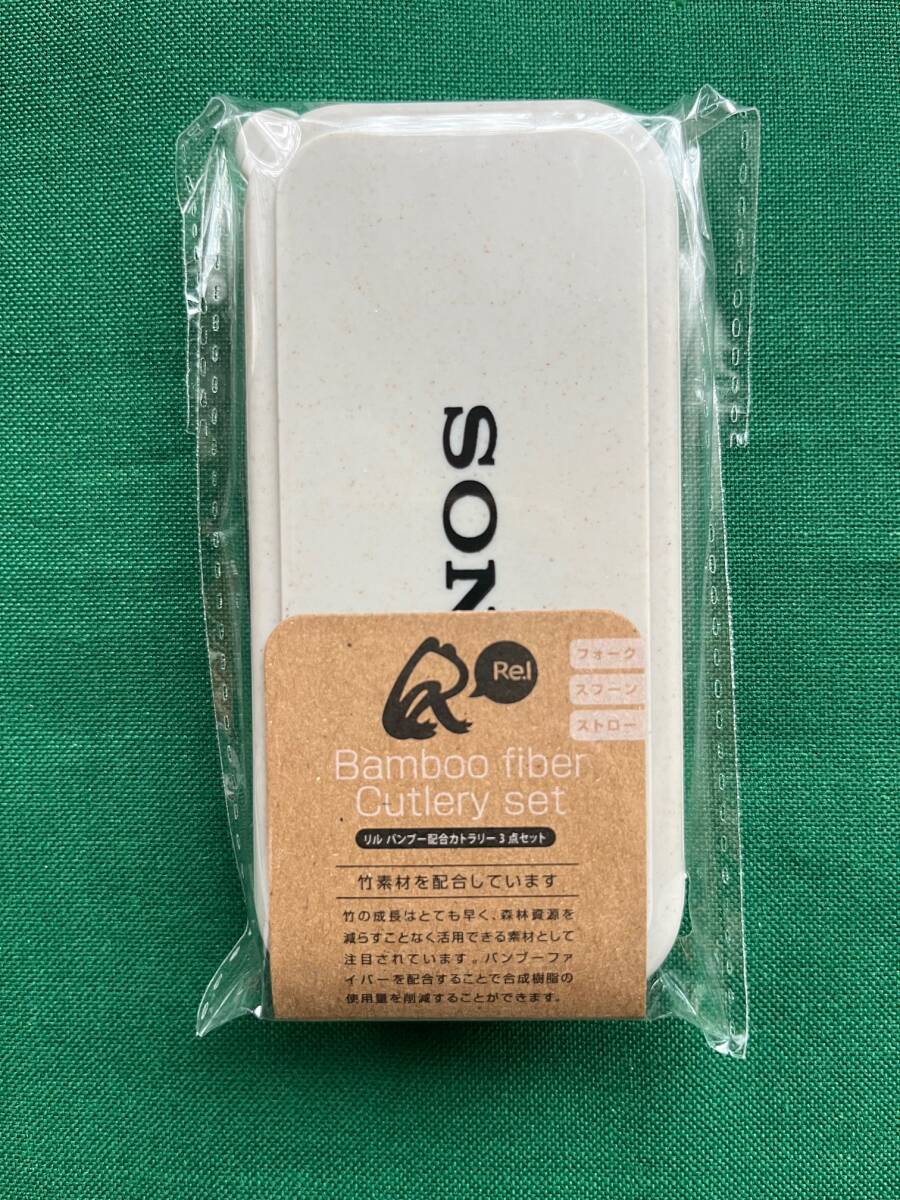 SON
Re.l
フォーク
スプーン
ストロー
Bamboo fiber
Cutlery set
リル バンブー配合カトラリー3点セット
竹素材を配合しています
竹の成長はとても早く、森林資源を
減らすことなく活用できる素材として
注目されています。バンブーファ
イバーを配合することで合成樹脂の
使用量を削減することができます。